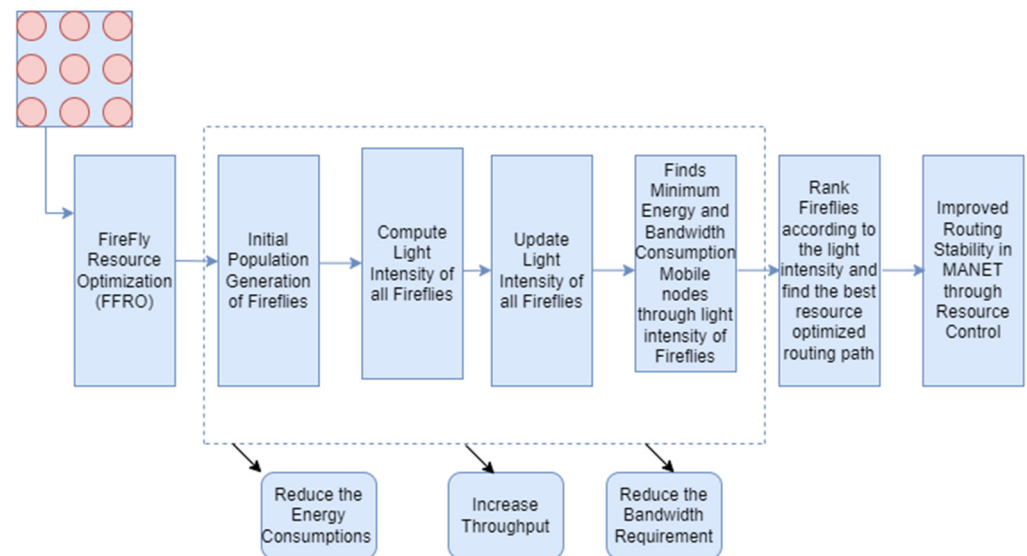 FireFly
Resource
Optimization
(FFRO)
Initial
Population
Generation
of Fireflies
Compute
Light
Intensity of
all Fireflies
Update
Light
Intensity of
all Fireflies
Finds
Minimum
Energy and
Bandwidth
Consumption
Mobile
nodes
through light
intensity of
Fireflies
Rank
Fireflies
according to
the light
intensity and
find the best
resource
optimized
routing path
Improved
Routing
Stability in
MANET
through
Resource
Control
Reduce the
Energy
Consumptions
Increase
Throughput
Reduce the
Bandwidth
Requirement